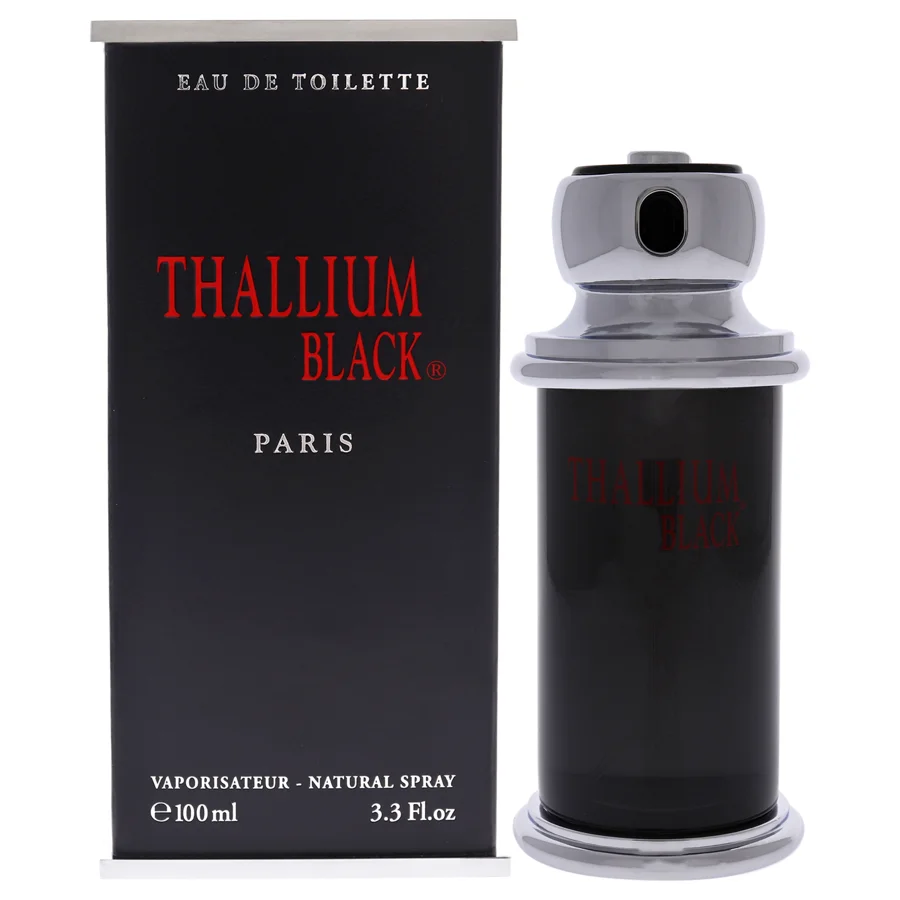 EAU DE TOILETTE
THALLIUM
BLACK®
PARIS
VAPORISATEUR - NATURAL SPRAY
℮100ml 3.3 Fl.oz
THALLIUM
BLACK